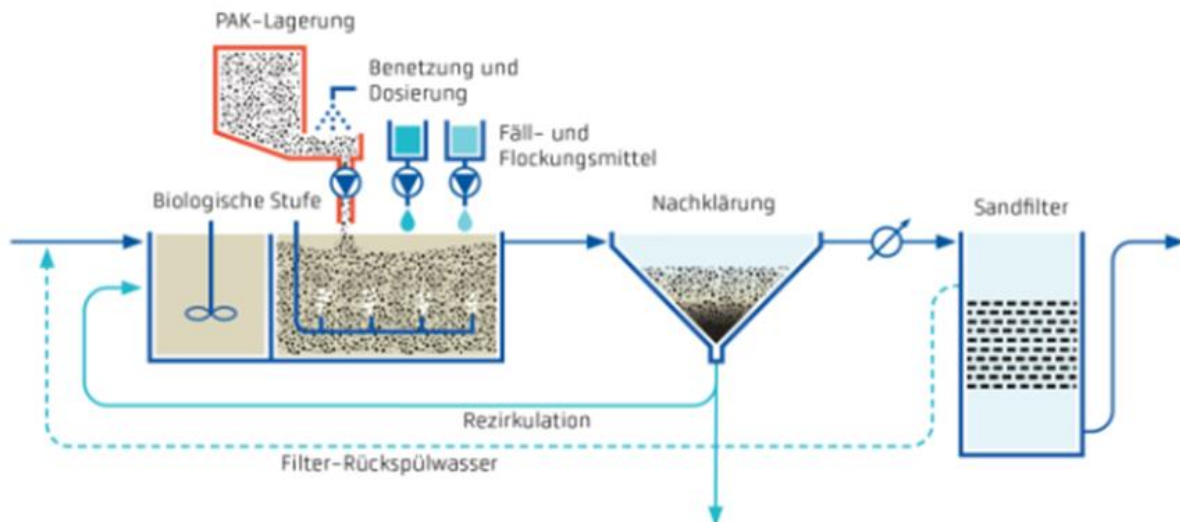 PAK-Lagerung
Benetzung und
Dosierung
Fäll- und
Flockungsmittel
Biologische Stufe
Nachklärung
Sandfilter
Rezirkulation
Filter-Rückspülwasser